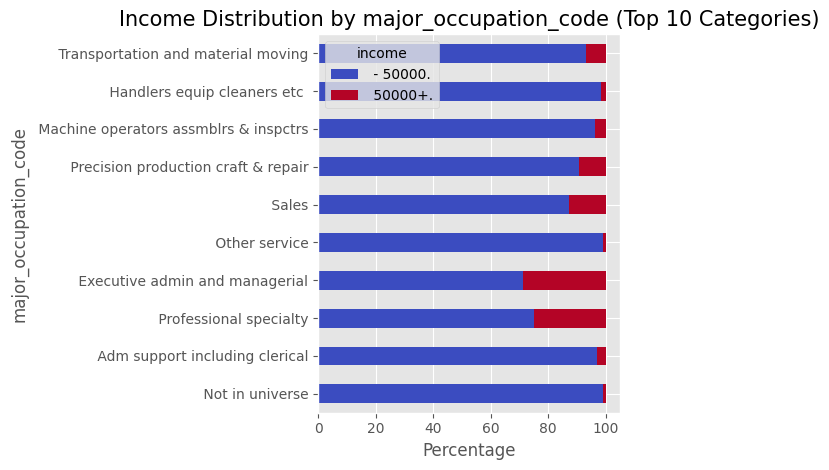 Income Distribution by major_occupation_code (Top 10 Categories)
income
- 50000.
50000+.
Transportation and material moving
Handlers equip cleaners etc
Machine operators assmblrs & inspctrs
Precision production craft & repair
Sales
Other service
Executive admin and managerial
Professional specialty
Adm support including clerical
Not in universe
major_occupation_code
0 20 40 60 80 100
Percentage